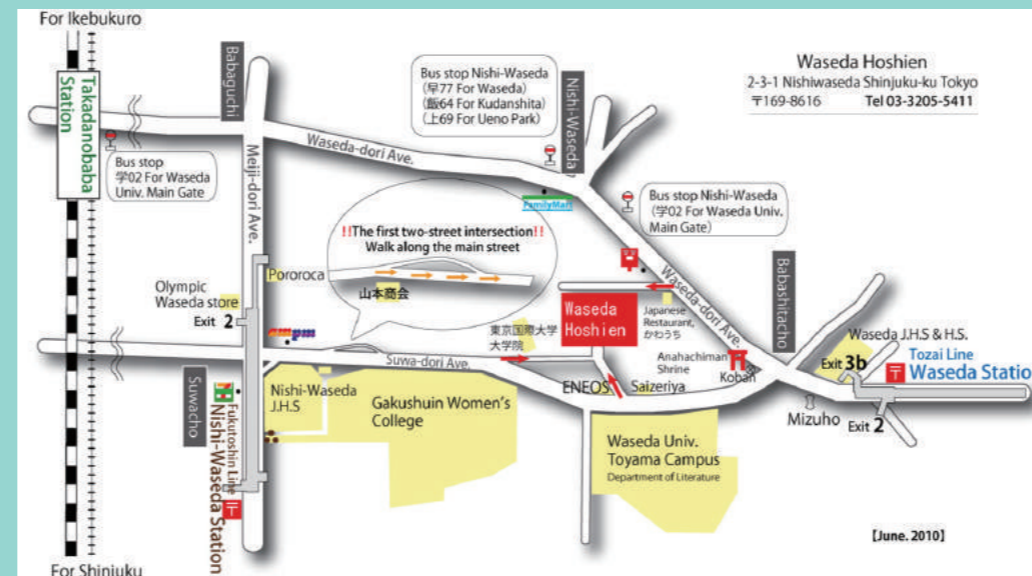 For Ikebukuro
Takadanobaba
Station
Babaguchi
Bus stop Nishi-Waseda
(早77 For Waseda)
(飯64 For Kudanshita)
(上69 For Ueno Park)
Nishi-Waseda
Waseda Hoshien
2-3-1 Nishiwaseda Shinjuku-ku Tokyo
〒169-8616 Tel 03-3205-5411
Bus stop
学02 For Waseda
Univ. Main Gate
Meiji-dori Ave.
Waseda-dori Ave.
FamilyMart
Bus stop Nishi-Waseda
(学02 For Waseda Univ.
Main Gate)
!!The first two-street intersection!!
Walk along the main street
山本商会
Pororoca
Olympic
Waseda store
Exit 2
am pm
東京国際大学
大学院
Waseda
Hoshien
Japanese
Restaurant,
かわうち
Waseda-dori Ave.
Babashitacho
Waseda J.H.S & H.S.
Exit 3b
〒
Tozai Line
Waseda Statio
Anahachiman
Shrine
Koban
Suwa-dori Ave.
ENEOS
Saizeriya
Mizuho
Exit 2
Suwacho
Fukutoshin Line
Nishi-Waseda Station
〒
Nishi-Waseda
J.H.S
Gakushuin Women's
College
Waseda Univ.
Toyama Campus
Department of Literature
【June. 2010】
For Shinjuku